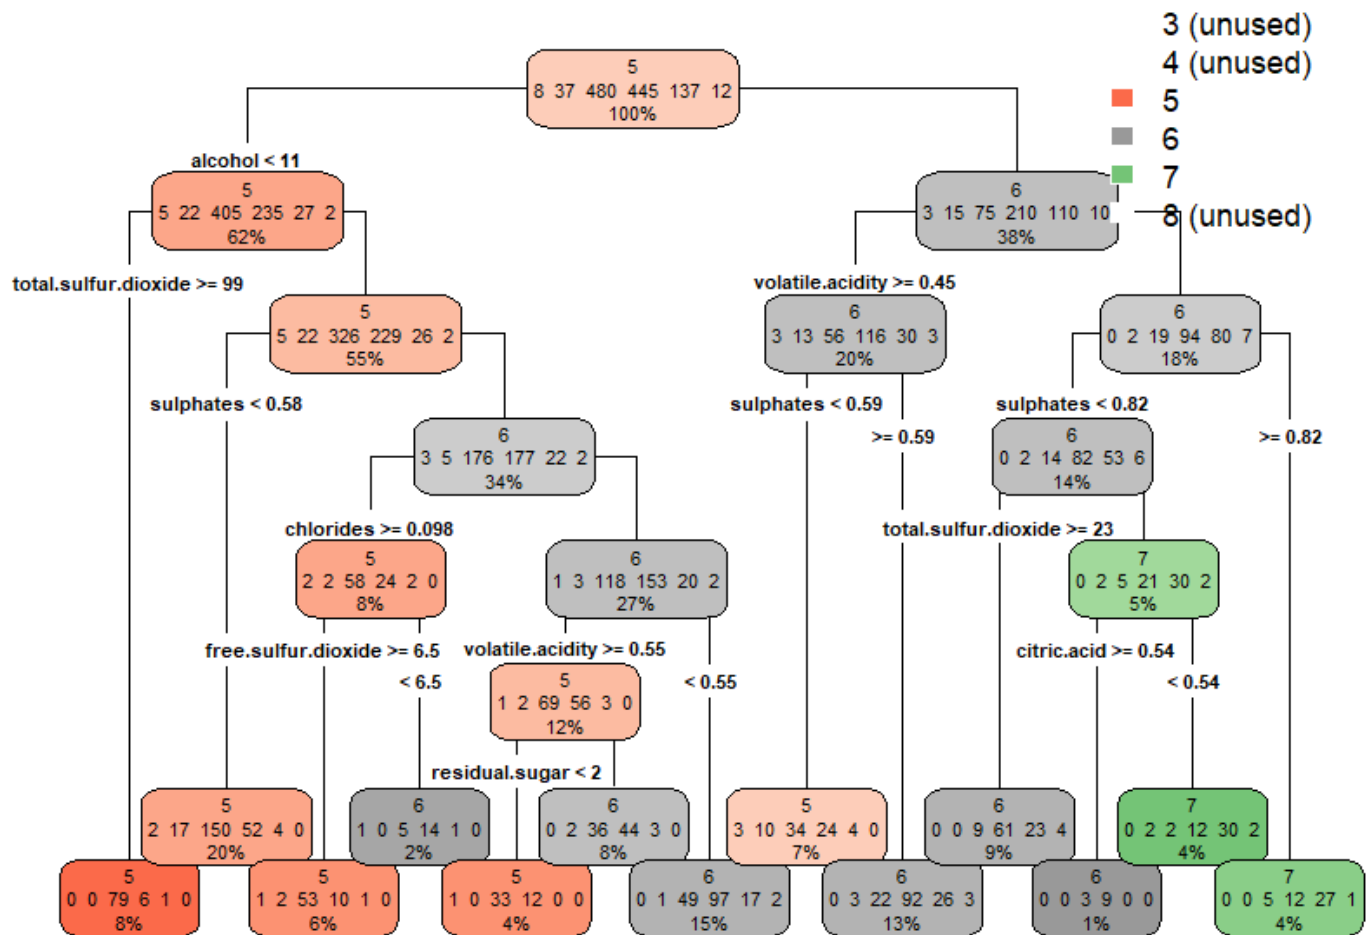 3 (unused)
4 (unused)
5
6
7
8 (unused)
5
8 37 480 445 137 12
100%
alcohol < 11
5
5 22 405 235 27 2
62%
6
3 15 75 210 110 10
38%
total.sulfur.dioxide >= 99
volatile.acidity >= 0.45
5
5 22 326 229 26 2
55%
6
3 13 56 116 30 3
20%
6
0 2 19 94 80 7
18%
sulphates < 0.58
sulphates < 0.59
>= 0.59
sulphates < 0.82
>= 0.82
6
3 5 176 177 22 2
34%
6
0 2 14 82 53 6
14%
chlorides >= 0.098
total.sulfur.dioxide >= 23
5
2 2 58 24 2 0
8%
6
1 3 118 153 20 2
27%
7
0 2 5 21 30 2
5%
free.sulfur.dioxide >= 6.5
< 6.5
volatile.acidity >= 0.55
< 0.55
citric.acid >= 0.54
< 0.54
5
1 2 69 56 3 0
12%
residual.sugar < 2
5
2 17 150 52 4 0
20%
6
1 0 5 14 1 0
2%
6
0 2 36 44 3 0
8%
5
3 10 34 24 4 0
7%
6
0 0 9 61 23 4
9%
7
0 2 2 12 30 2
4%
5
0 0 79 6 1 0
8%
5
1 2 53 10 1 0
6%
5
1 0 33 12 0 0
4%
6
0 1 49 97 17 2
15%
6
0 3 22 92 26 3
13%
6
0 0 3 9 0 0
1%
7
0 0 5 12 27 1
4%